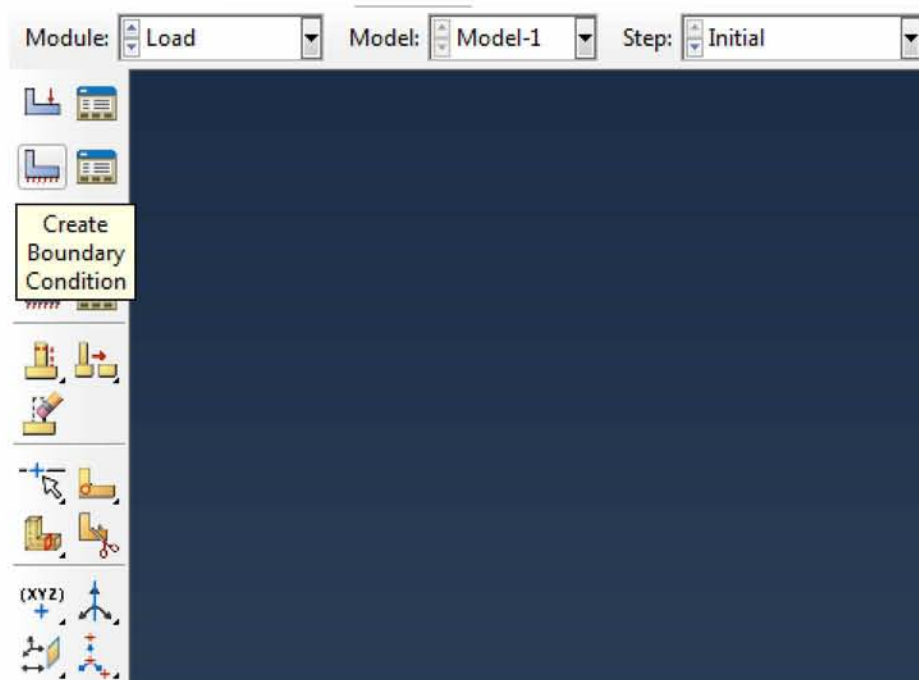 Module: Load Model: Model-1 Step: Initial
Create
Boundary
Condition
(XYZ)